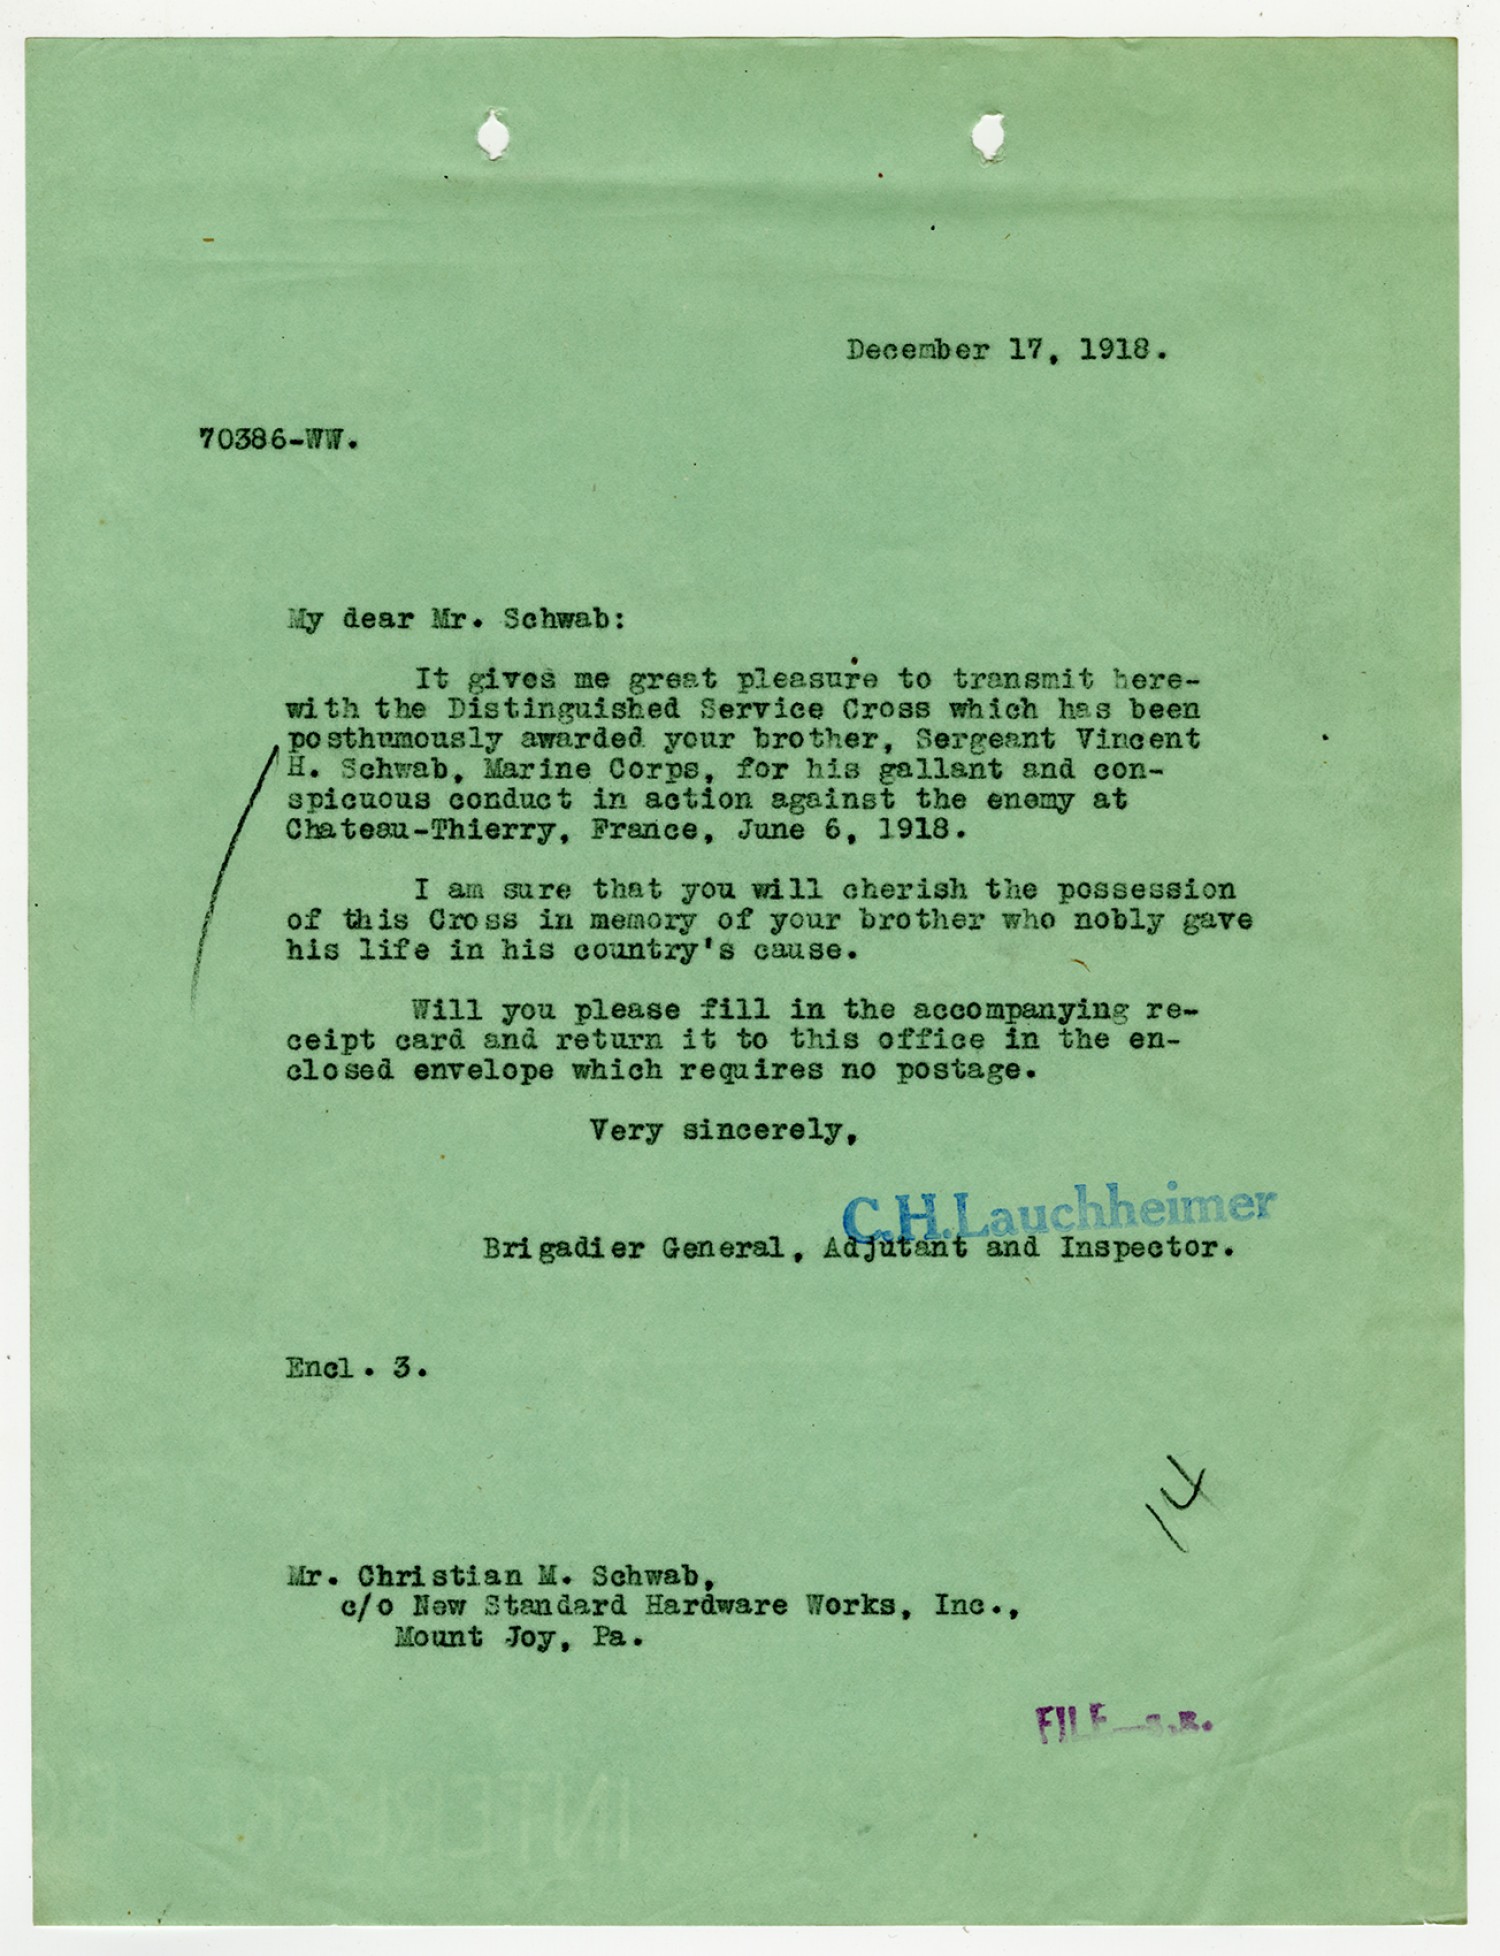 December 17, 1918.
70386-WW.
My dear Mr. Schwab:
It gives me great pleasure to transmit here-
with the Distinguished Service Cross which has been
posthumously awarded your brother, Sergeant Vincent
H. Schwab, Marine Corps, for his gallant and con-
spicuous conduct in action against the enemy at
Chateau-Thierry, France, June 6, 1918.
I am sure that you will cherish the possession
of this Cross in memory of your brother who nobly gave
his life in his country's cause.
Will you please fill in the accompanying re-
ceipt card and return it to this office in the en-
closed envelope which requires no postage.
Very sincerely,
C.H.Lauchheimer
Brigadier General, Adjutant and Inspector.
Encl. 3.
14
Mr. Christian M. Schwab,
c/o New Standard Hardware Works, Inc.,
Mount Joy, Pa.
FILE